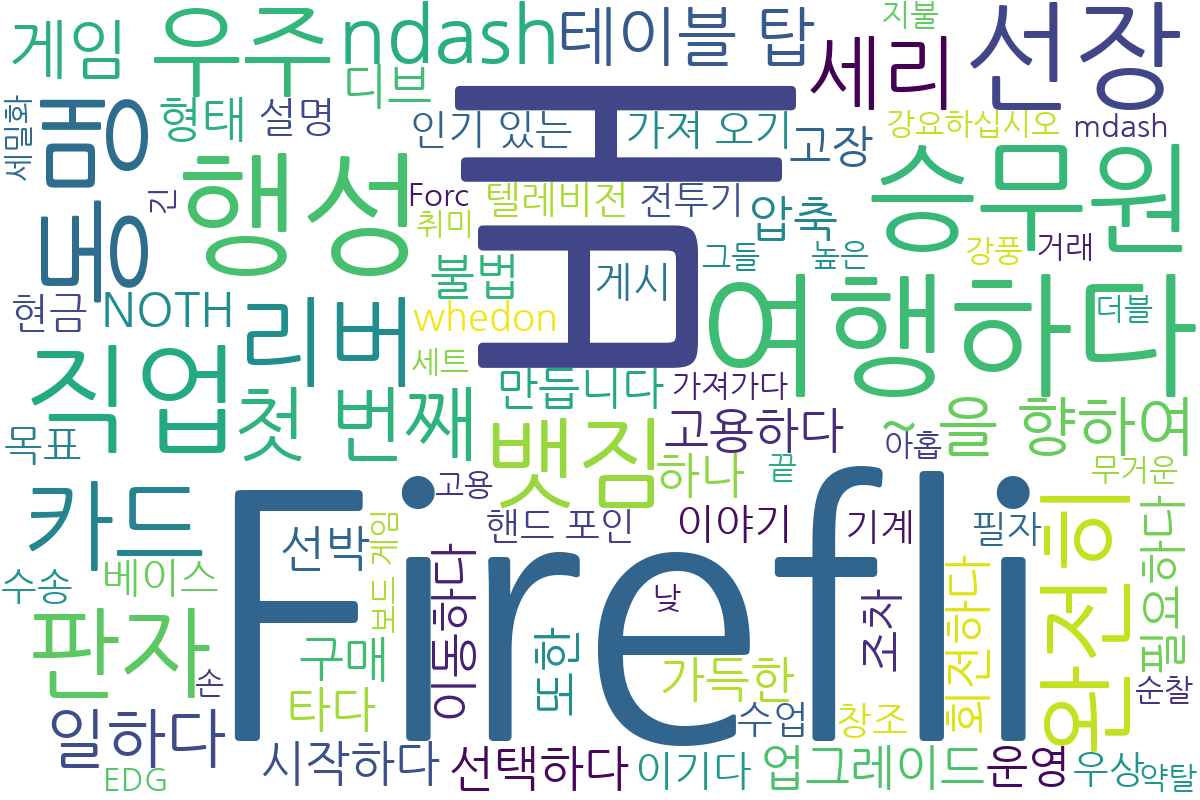 게임
우주
ndash
테이블 탑
지불
세리
선장
디브
형태
설명
세밀화
동봉
인기 있는
흠
가져 오기
고장
강요하십시오
mdash
승무원
행성
긴
Forc
텔레비전
전투기
취미
압축
그들
높은
강풍
거래
불법
게시
여행하다
더블
현금
NOTH
리버
whedon
세트
직업
첫 번째
만듭니다
가져가다
고용하다
~을 향하여
목표
뱃짐
하나
끝
아홉
무거운
카드
Firefli
고용
선박
보드 게임
핸드 포인
이야기
기계
필자
완전히
필요하다
수송
베이스
이동하다
낮
조차
회전하다
판자
손
구매
또한
가득한
순찰
일하다
타다
수업
창조
시작하다
선택하다
이기다
업그레이드
운영
우상
약탈
EDG